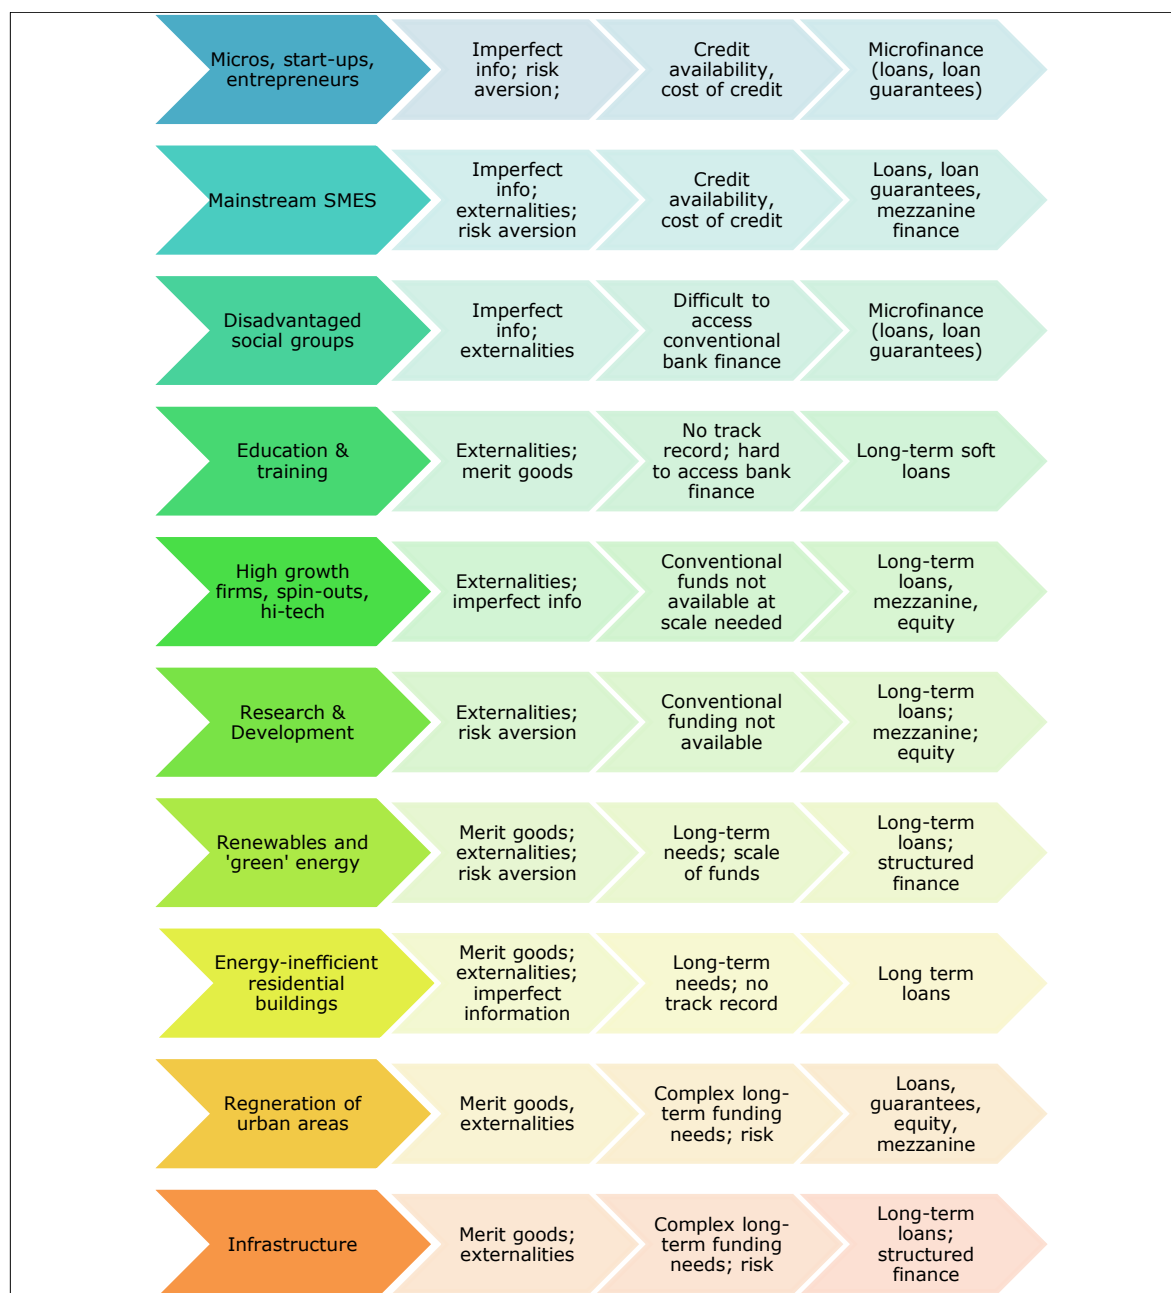 Micros, start-ups,
entrepreneurs
Imperfect
info; risk
aversion;
Credit
availability,
cost of credit
Microfinance
(loans, loan
guarantees)
Mainstream SMES
Imperfect
info;
externalities;
risk aversion
Credit
availability,
cost of credit
Loans, loan
guarantees,
mezzanine
finance
Disadvantaged
social groups
Imperfect
info;
externalities
Difficult to
access
conventional
bank finance
Microfinance
(loans, loan
guarantees)
Education &
training
Externalities;
merit goods
No track
record; hard
to access bank
finance
Long-term soft
loans
High growth
firms, spin-outs,
hi-tech
Externalities;
imperfect info
Conventional
funds not
available at
scale needed
Long-term
loans,
mezzanine,
equity
Research &
Development
Externalities;
risk aversion
Conventional
funding not
available
Long-term
loans;
mezzanine;
equity
Renewables and
'green' energy
Merit goods;
externalities;
risk aversion
Long-term
needs; scale
of funds
Long-term
loans;
structured
finance
Energy-inefficient
residential
buildings
Merit goods;
externalities;
imperfect
information
Long-term
needs; no
track record
Long term
loans
Regneration of
urban areas
Merit goods,
externalities
Complex long-
term funding
needs; risk
Loans,
guarantees,
equity,
mezzanine
Infrastructure
Merit goods;
externalities
Complex long-
term funding
needs; risk
Long-term
loans;
structured
finance